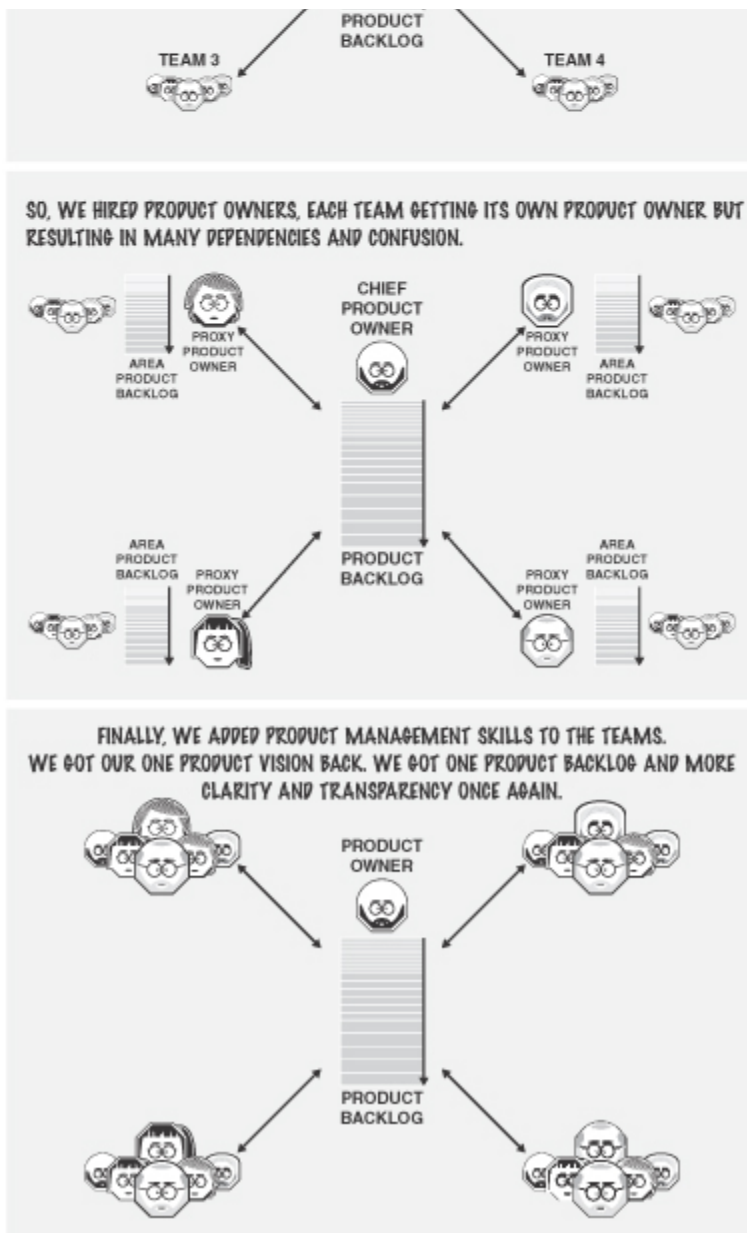 PRODUCT
BACKLOG
TEAM 3
TEAM 4
SO, WE HIRED PRODUCT OWNERS, EACH TEAM GETTING ITS OWN PRODUCT OWNER BUT
RESULTING IN MANY DEPENDENCIES AND CONFUSION.
CHIEF
PRODUCT
OWNER
PROXY
PRODUCT
OWNER
AREA
PRODUCT
BACKLOG
PROXY
PRODUCT
OWNER
AREA
PRODUCT
BACKLOG
PRODUCT
BACKLOG
AREA
PRODUCT
BACKLOG
PROXY
PRODUCT
OWNER
PROXY
PRODUCT
OWNER
AREA
PRODUCT
BACKLOG
FINALLY, WE ADDED PRODUCT MANAGEMENT SKILLS TO THE TEAMS.
WE GOT OUR ONE PRODUCT VISION BACK. WE GOT ONE PRODUCT BACKLOG AND MORE
CLARITY AND TRANSPARENCY ONCE AGAIN.
PRODUCT
OWNER
PRODUCT
BACKLOG